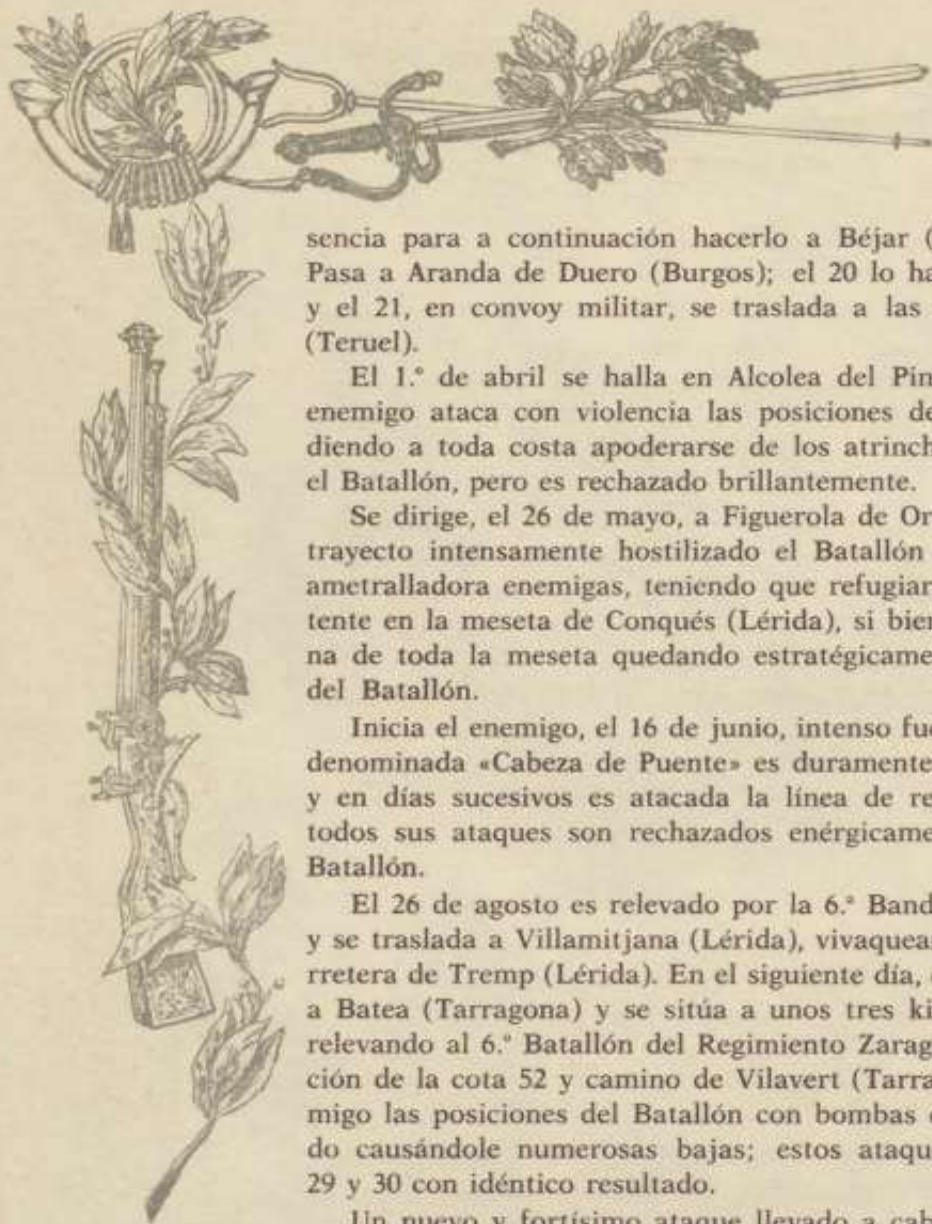 sencia para a continuación hacerlo a Béjar (
Pasa a Aranda de Duero (Burgos); el 20 lo ha
y el 21, en convoy militar, se traslada a las
(Teruel).
El 1.º de abril se halla en Alcolea del Pin
enemigo ataca con violencia las posiciones de
diendo a toda costa apoderarse de los atrinch
el Batallón, pero es rechazado brillantemente.
Se dirige, el 26 de mayo, a Figuerola de Or
trayecto intensamente hostilizado el Batallón
ametralladora enemigas, teniendo que refugiar
tente en la meseta de Conqués (Lérida), si bien
na de toda la meseta quedando estratégicame
del Batallón.
Inicia el enemigo, el 16 de junio, intenso fue
denominada «Cabeza de Puente» es duramente
y en días sucesivos es atacada la línea de re
todos sus ataques son rechazados enérgicame
Batallón.
El 26 de agosto es relevado por la 6.ª Band
y se traslada a Villamitjana (Lérida), vivaquea
rretera de Tremp (Lérida). En el siguiente día,
a Batea (Tarragona) y se sitúa a unos tres ki
relevando al 6.º Batallón del Regimiento Zarag
ción de la cota 52 y camino de Vilavert (Tarra
migo las posiciones del Batallón con bombas
do causándole numerosas bajas; estos ataqu
29 y 30 con idéntico resultado.
Un nuevo y fortísimo ataque llevado a cab